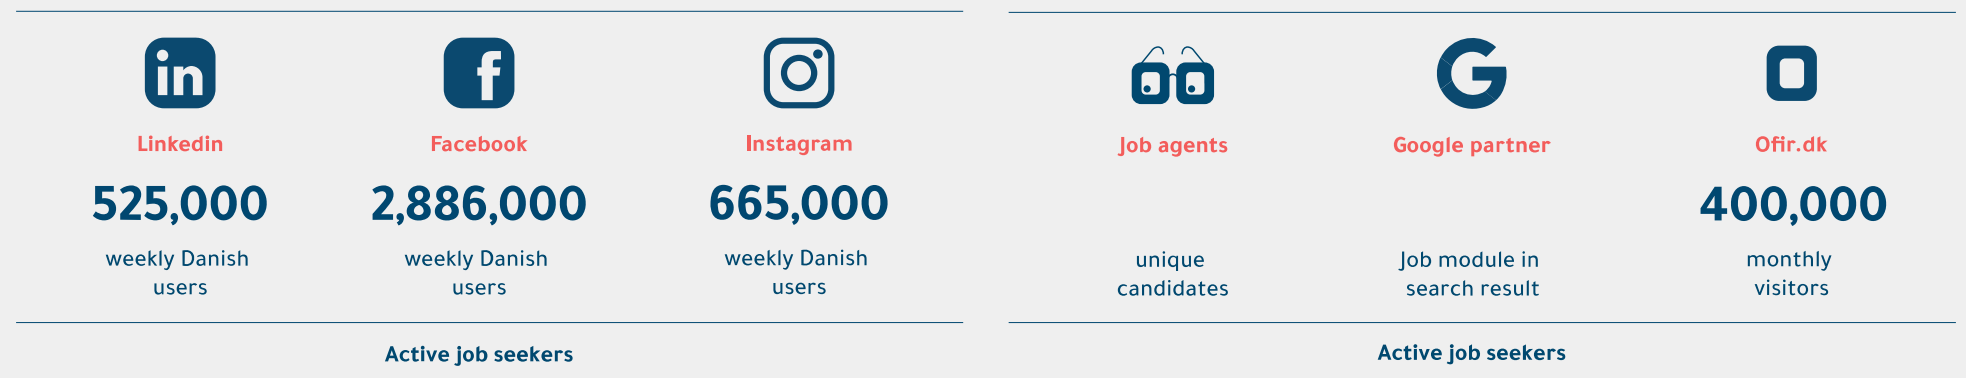 Linkedin
525,000
weekly Danish
users
Facebook
2,886,000
weekly Danish
users
Instagram
665,000
weekly Danish
users
Active job seekers
Job agents
unique
candidates
Google partner
Job module in
search result
Ofir.dk
400,000
monthly
visitors
Active job seekers